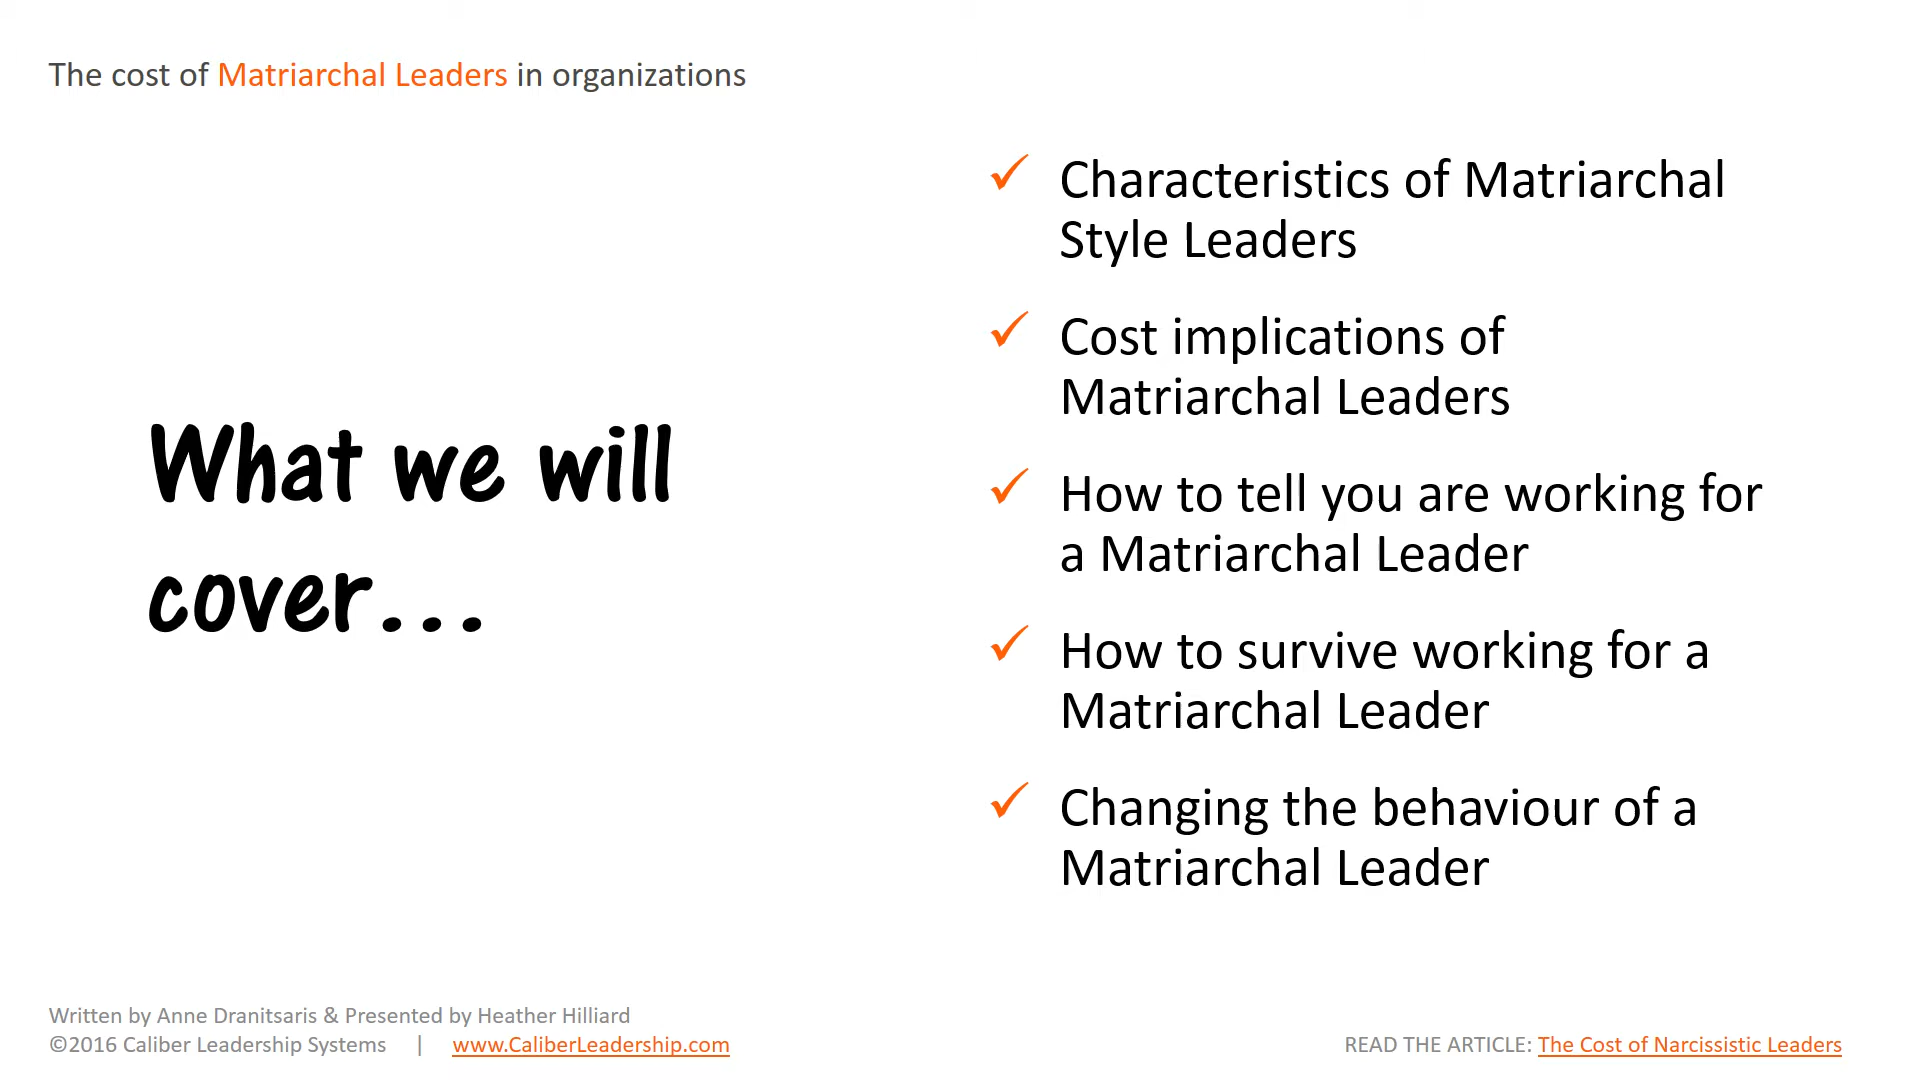 The cost of Matriarchal Leaders in organizations
What we will
cover...
✓ Characteristics of Matriarchal
Style Leaders
✓ Cost implications of
Matriarchal Leaders
✓ How to tell you are working for
a Matriarchal Leader
✓ How to survive working for a
Matriarchal Leader
✓ Changing the behaviour of a
Matriarchal Leader
Written by Anne Dranitsaris & Presented by Heather Hilliard
©2016 Caliber Leadership Systems | www.CaliberLeadership.com
READ THE ARTICLE: The Cost of Narcissistic Leaders